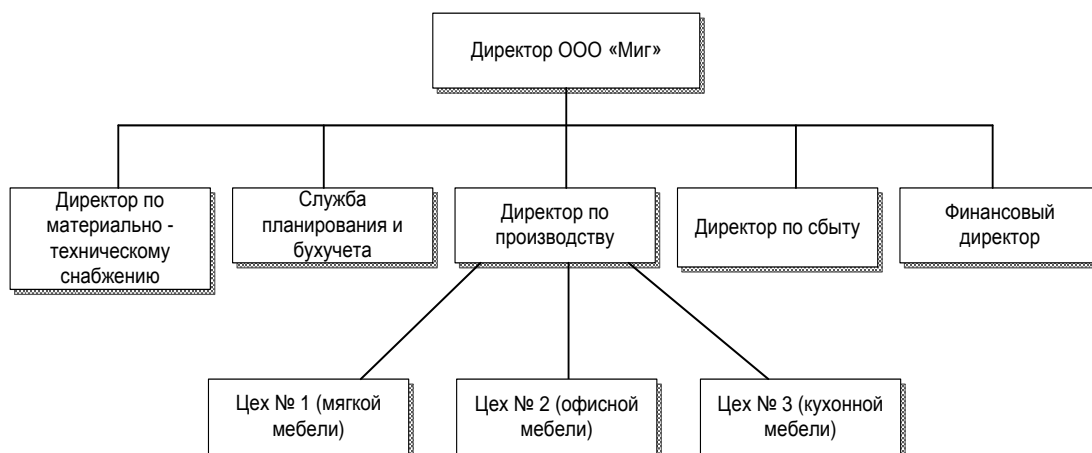 Директор ООО «Миг»
Директор по
материально -
техническому
снабжению
Служба
планирования и
бухучета
Директор по
производству
Директор по сбыту
Финансовый
директор
Цех № 1 (мягкой
мебели)
Цех № 2 (офисной
мебели)
Цех № 3 (кухонной
мебели)